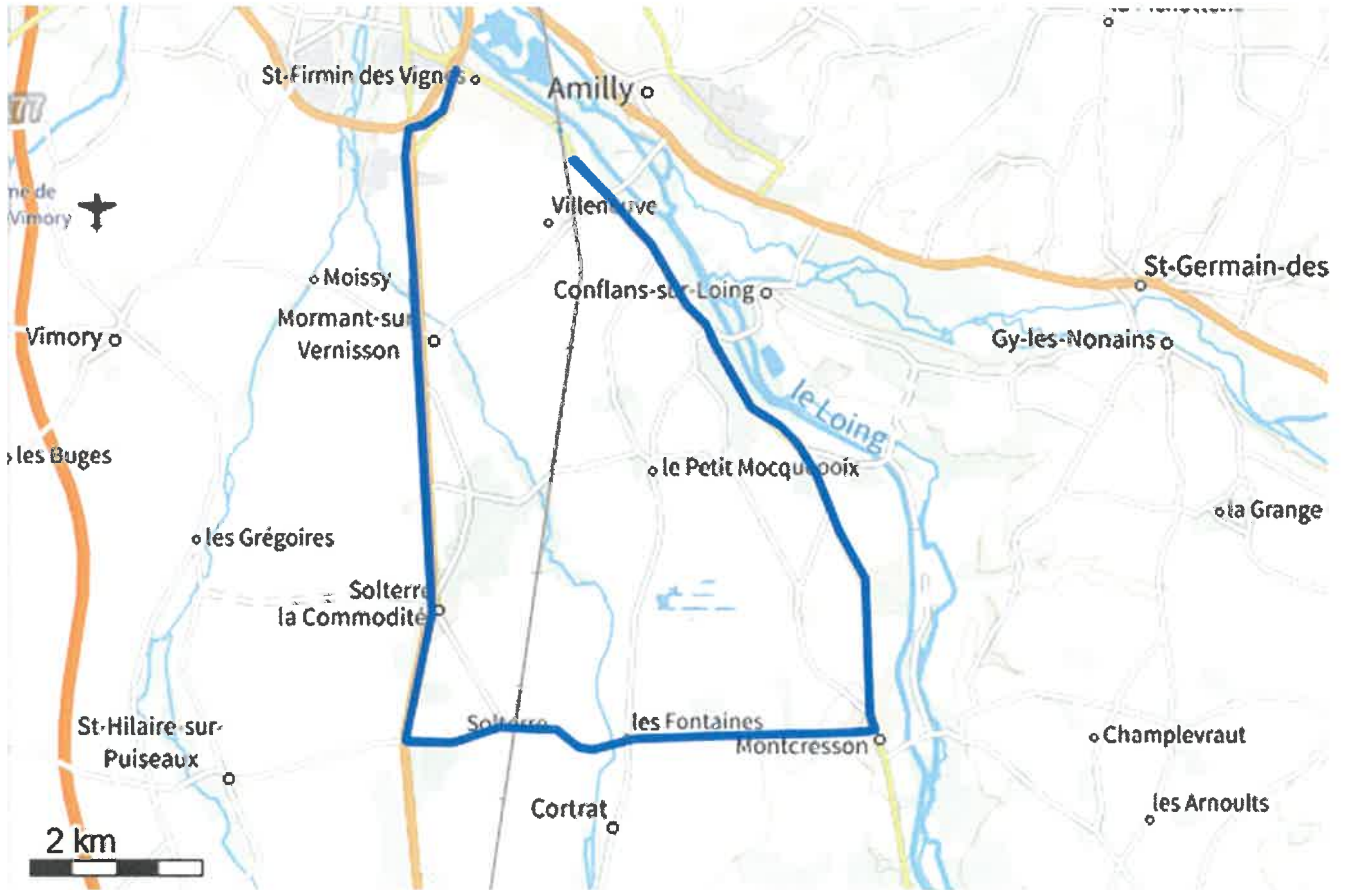 St-Firmin des Vignes
Amilly
77
Vimory
Villeneuve
Moissy
Conflans-sur-Loing
St-Germain-des
Mormant-sur
Vernisson
Vimory
Gy-les-Nonains
le Loing
les Buges
le Petit Mocquepoix
la Grange
les Grégoires
Solterre
la Commodité
Solterre
les Fontaines
St-Hilaire-sur-
Puiseaux
Montcresson
Champlevraut
Cortrat
les Arnoults
2 km